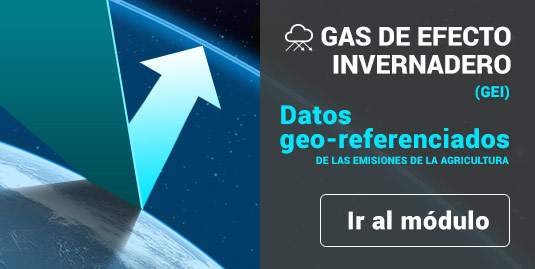 GAS DE EFECTO
INVERNADERO
(GEI)
Datos
geo-referenciados
DE LAS EMISIONES DE LA AGRICULTURA
Ir al módulo